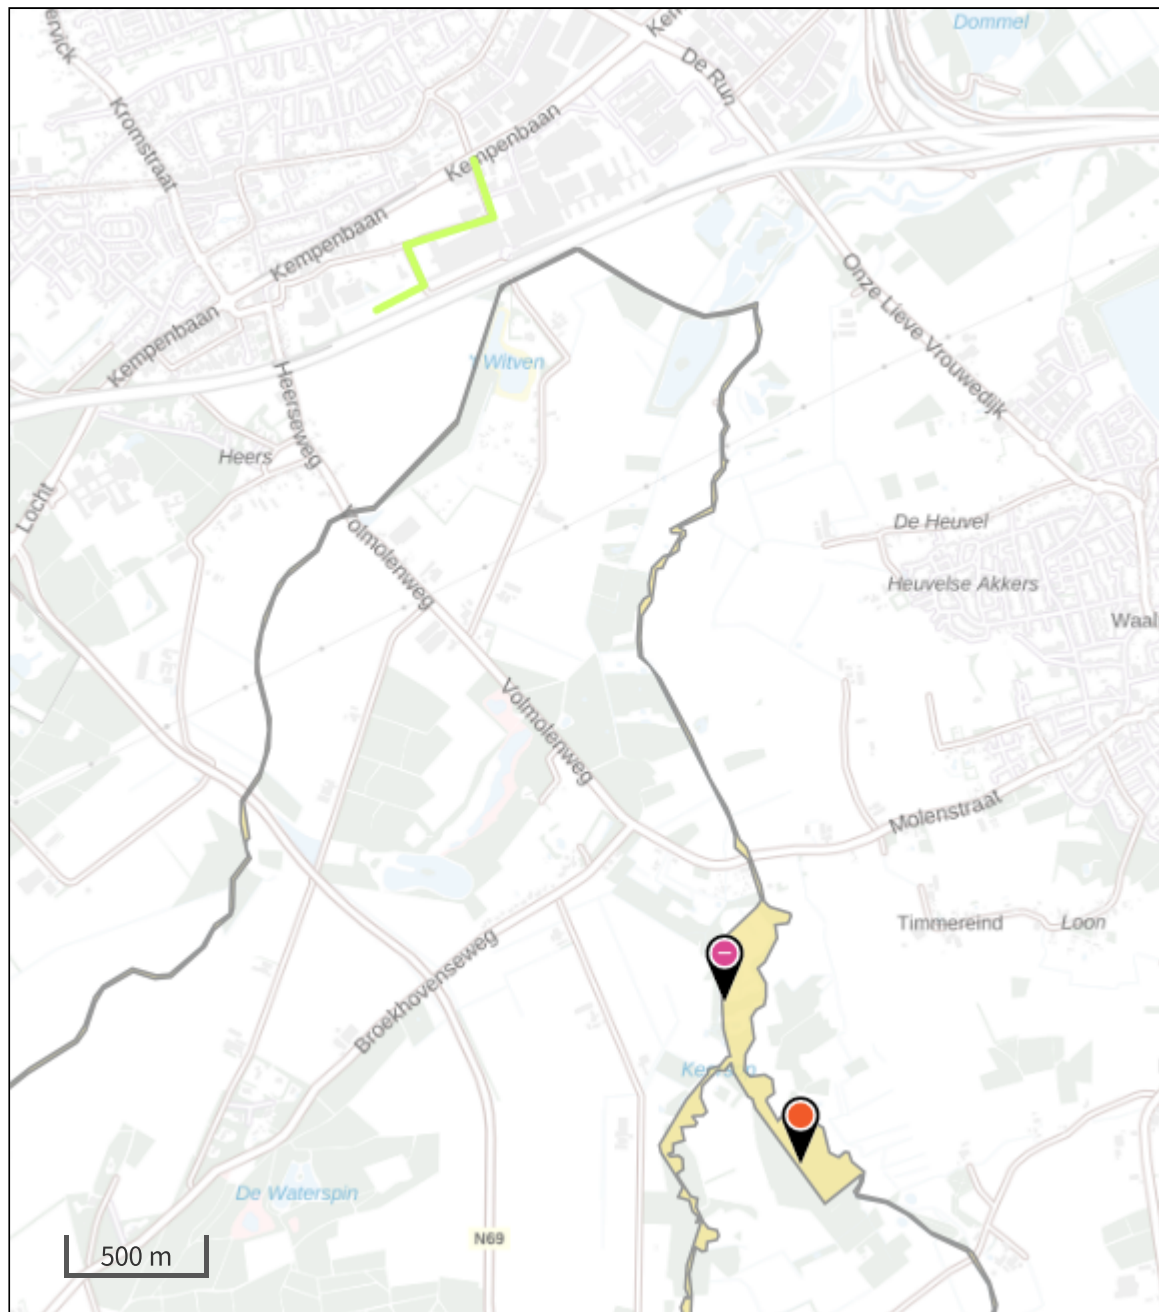 ervick
Dommel
De Run
Kromstraat
Kempenbaan
Kempenbaan
Kempenbaan
Onze Lieve Vrouwedijk
't Witven
Heerseweg
Heers
Locht
De Heuvel
Volmolenweg
Heuvelse Akkers
Waal
Volmolenweg
Molenstraat
Timmereind
Loon
Broekhovenseweg
De Waterspin
N69
500 m